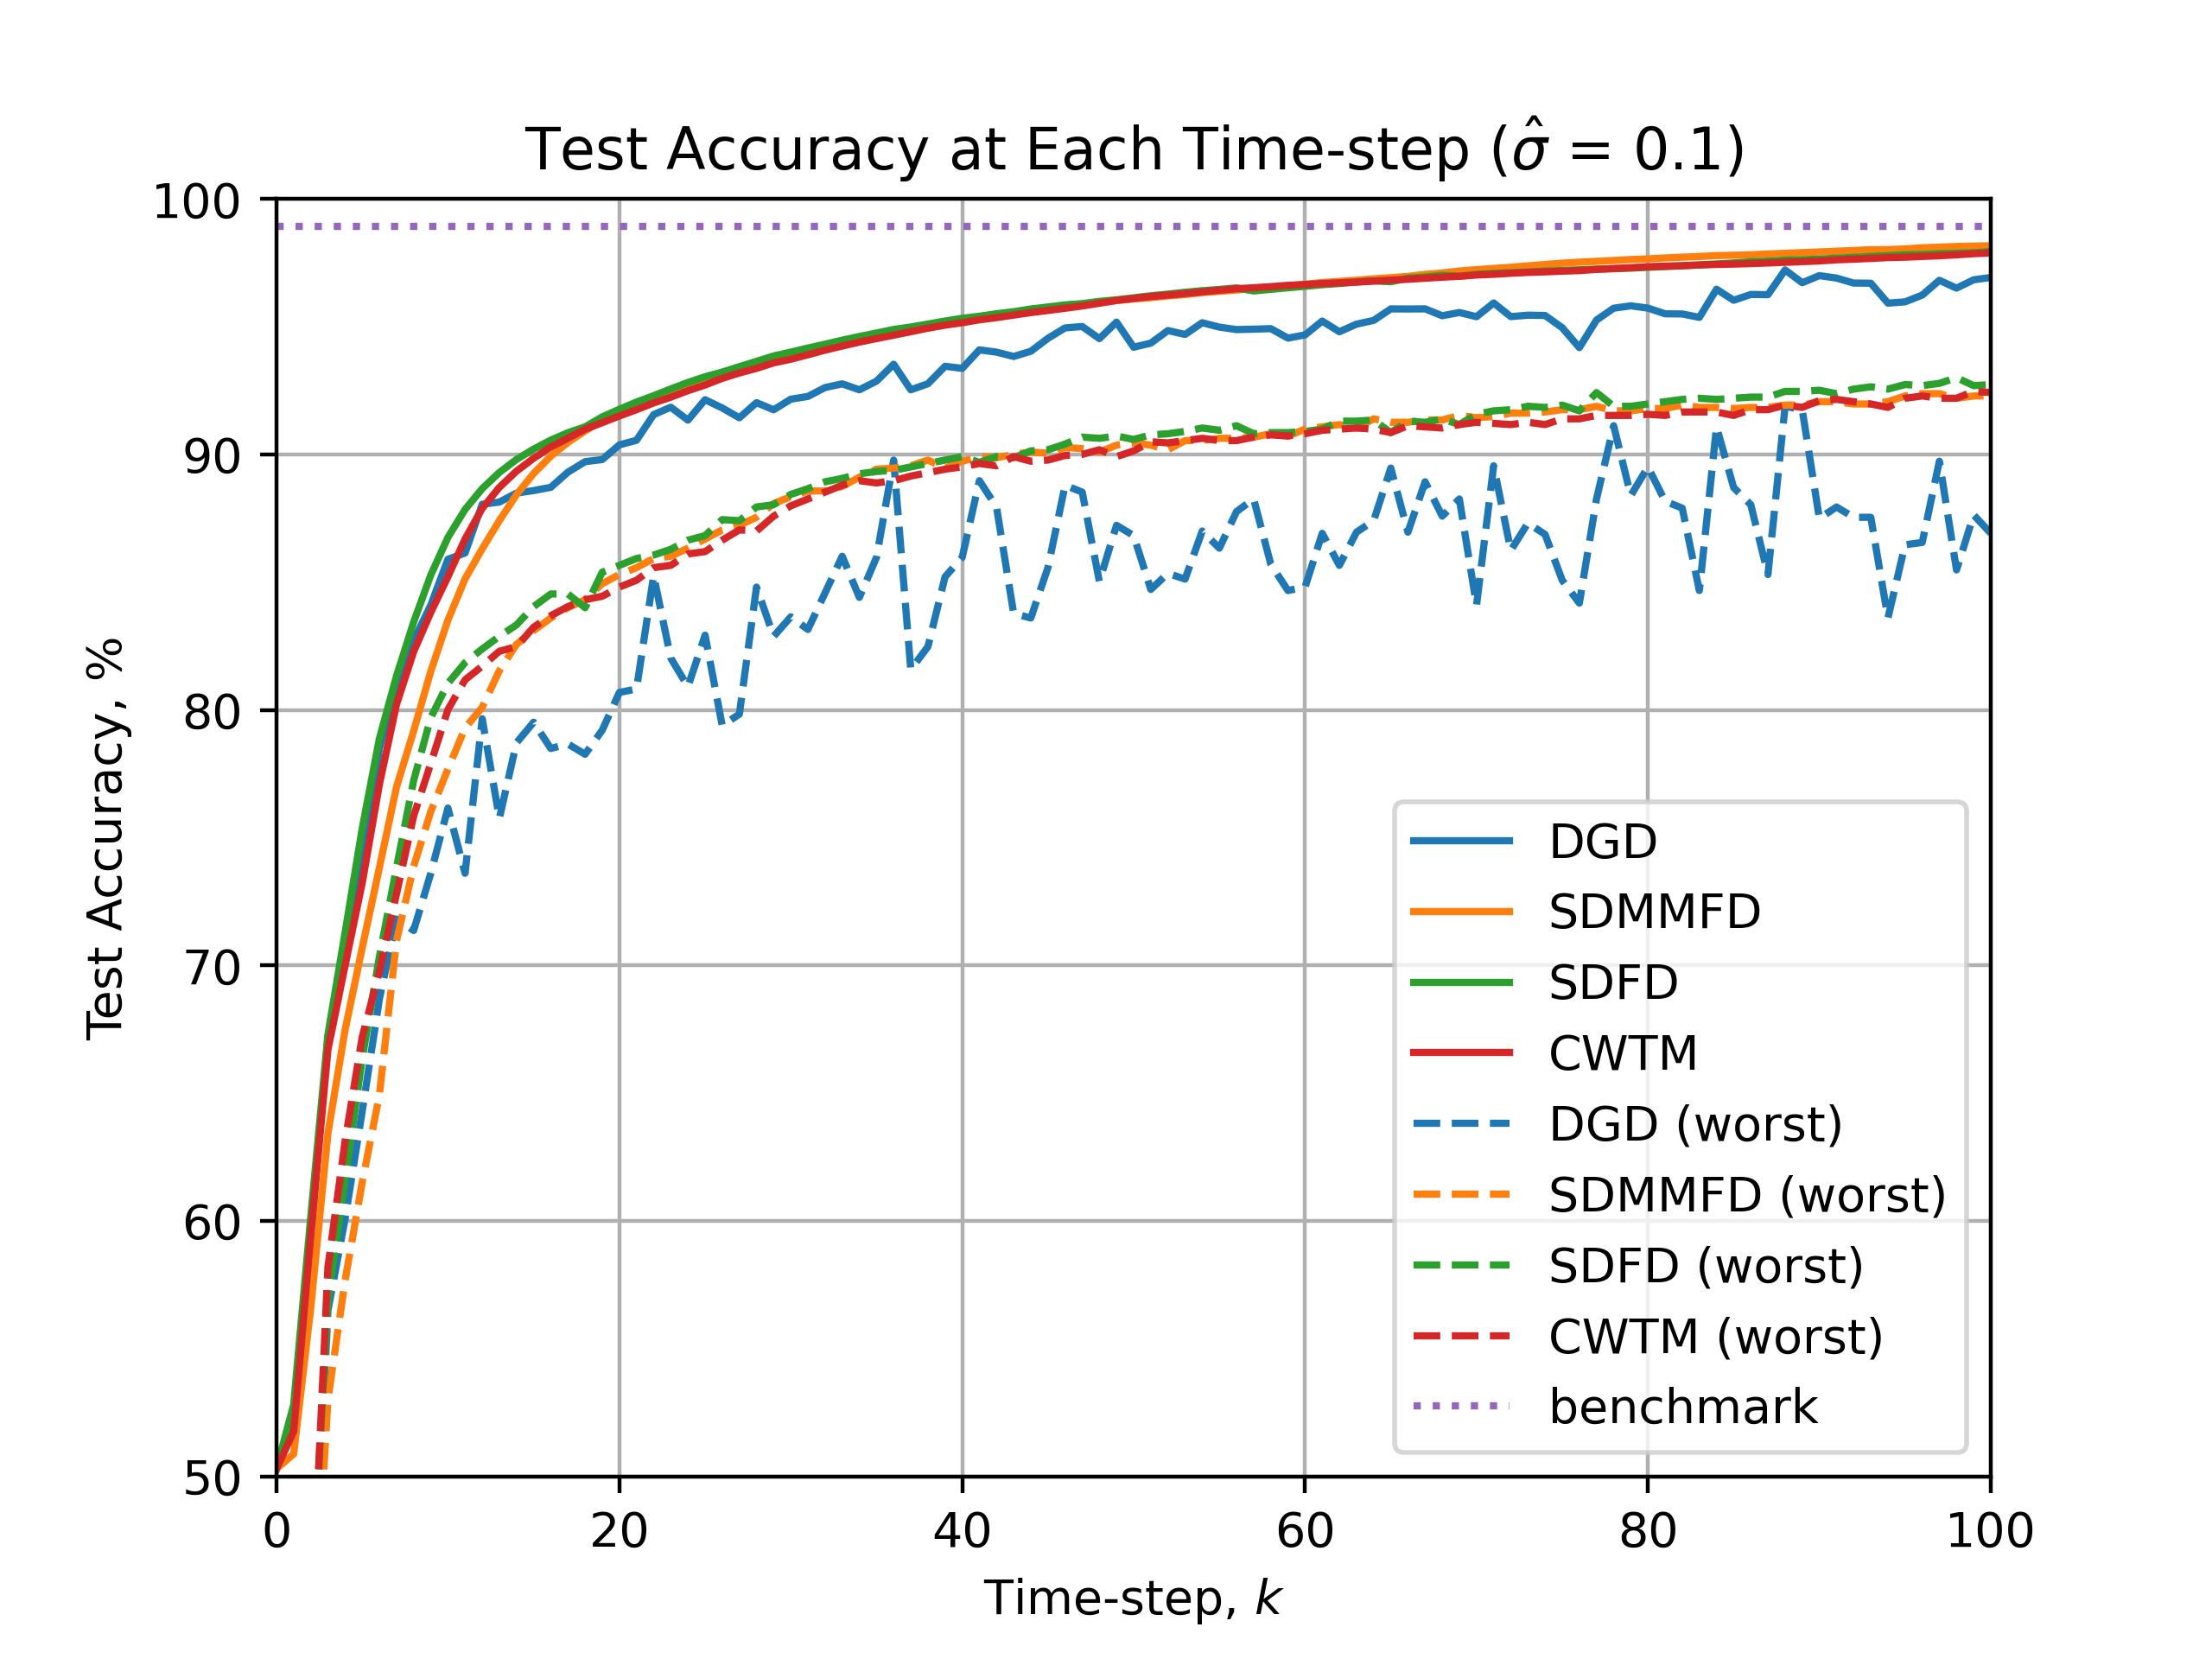 Test Accuracy at Each Time-step (σ̂ = 0.1)
Test Accuracy, %
100
90
80
70
60
50
0 20 40 60 80 100
Time-step, k
DGD
SDMMFD
SDFD
CWTM
DGD (worst)
SDMMFD (worst)
SDFD (worst)
CWTM (worst)
benchmark